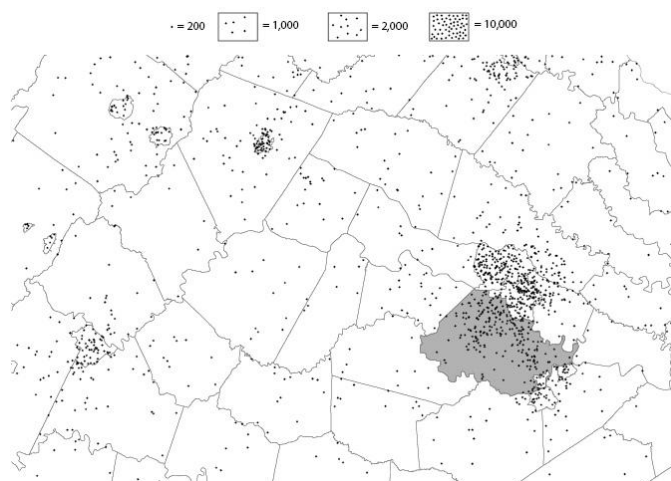 = 200 = 1,000 = 2,000 = 10,000